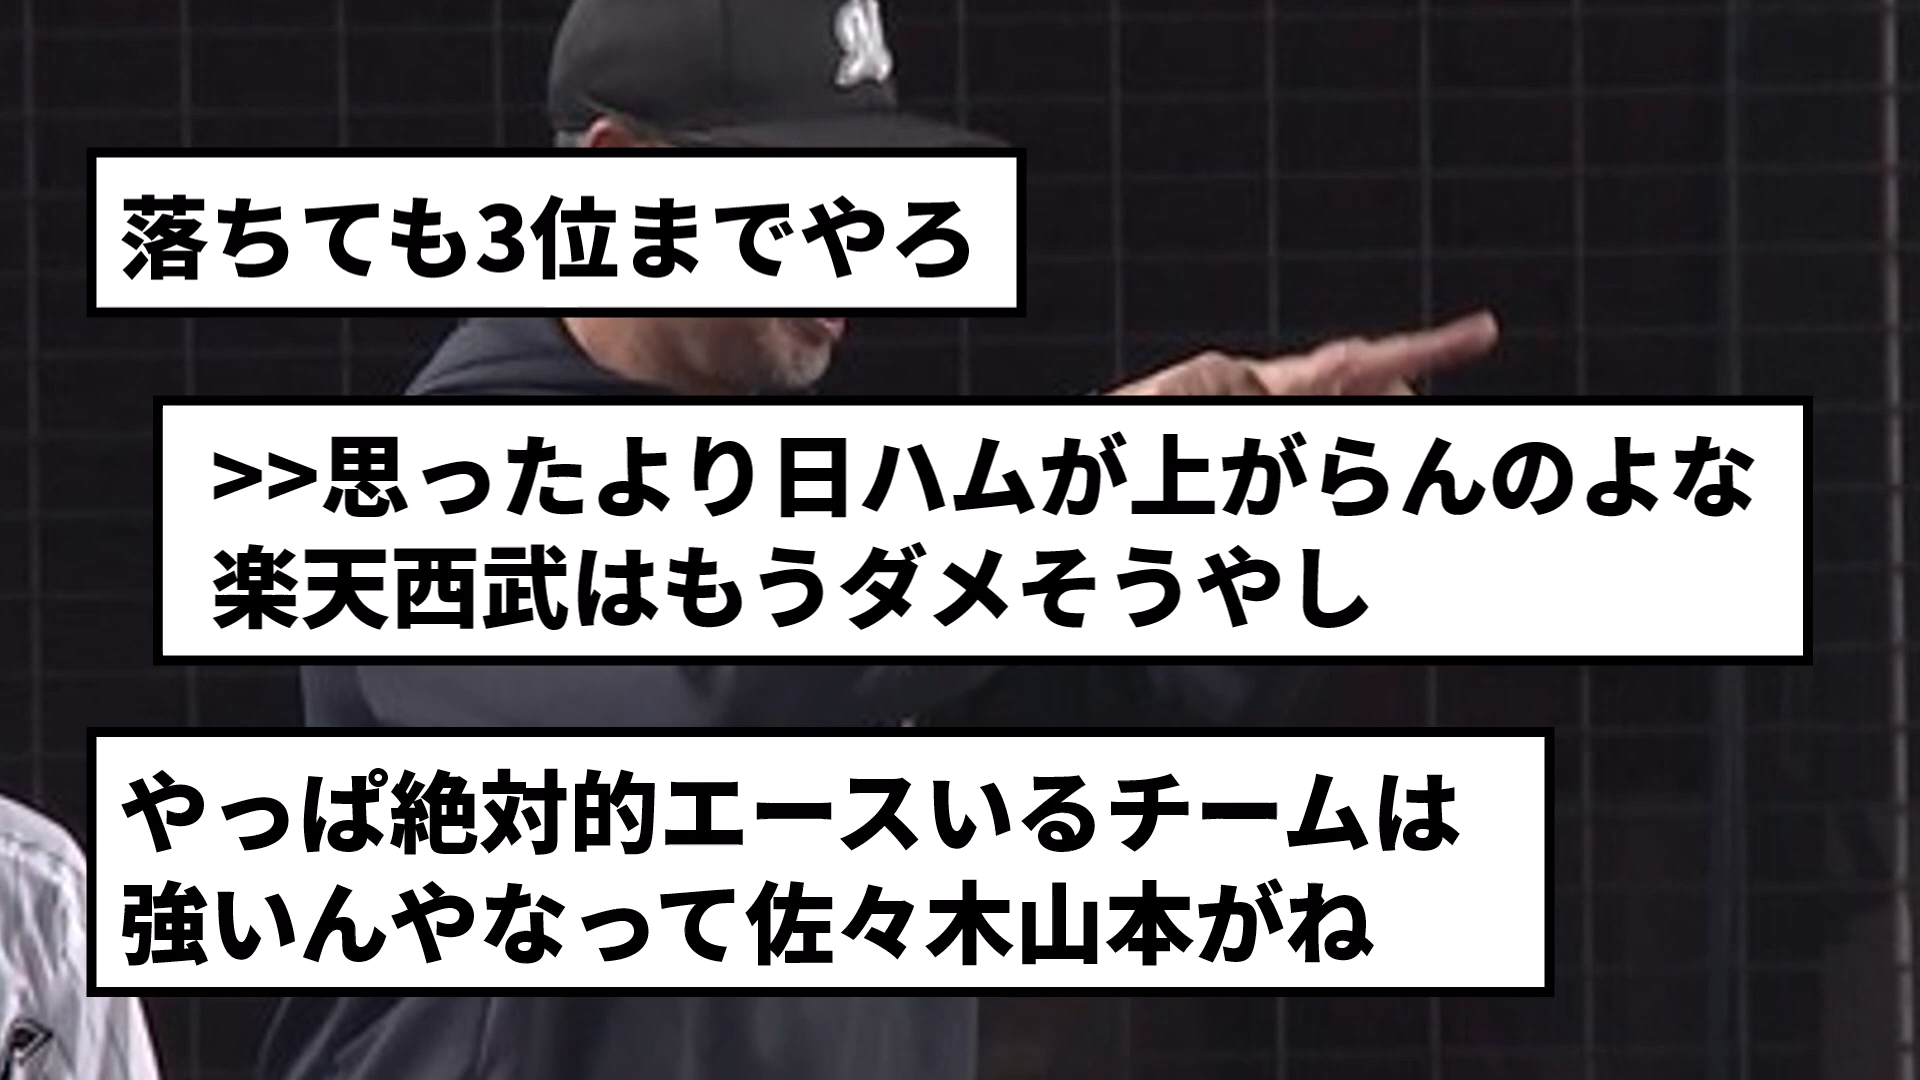 落ちても3位までやろ
>>思ったより日ハムが上がらんのよな
楽天西武はもうダメそうやし
やっぱ絶対的エースいるチームは
強いんやなって佐々木山本がね